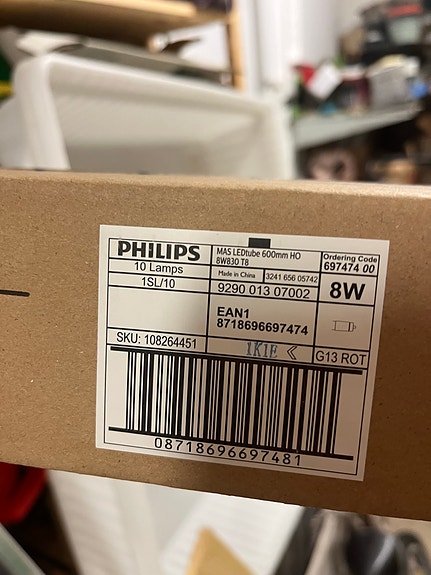 PHILIPS
10 Lamps
1SL/10
MAS LEDtube 600mm HO
8W830 T8
Made in China
3241 656 05742
9290 013 07002
Ordering Code
697474 00
8W
EAN1
8718696697474
SKU: 108264451
1K1E
G13 ROT
08718696697481